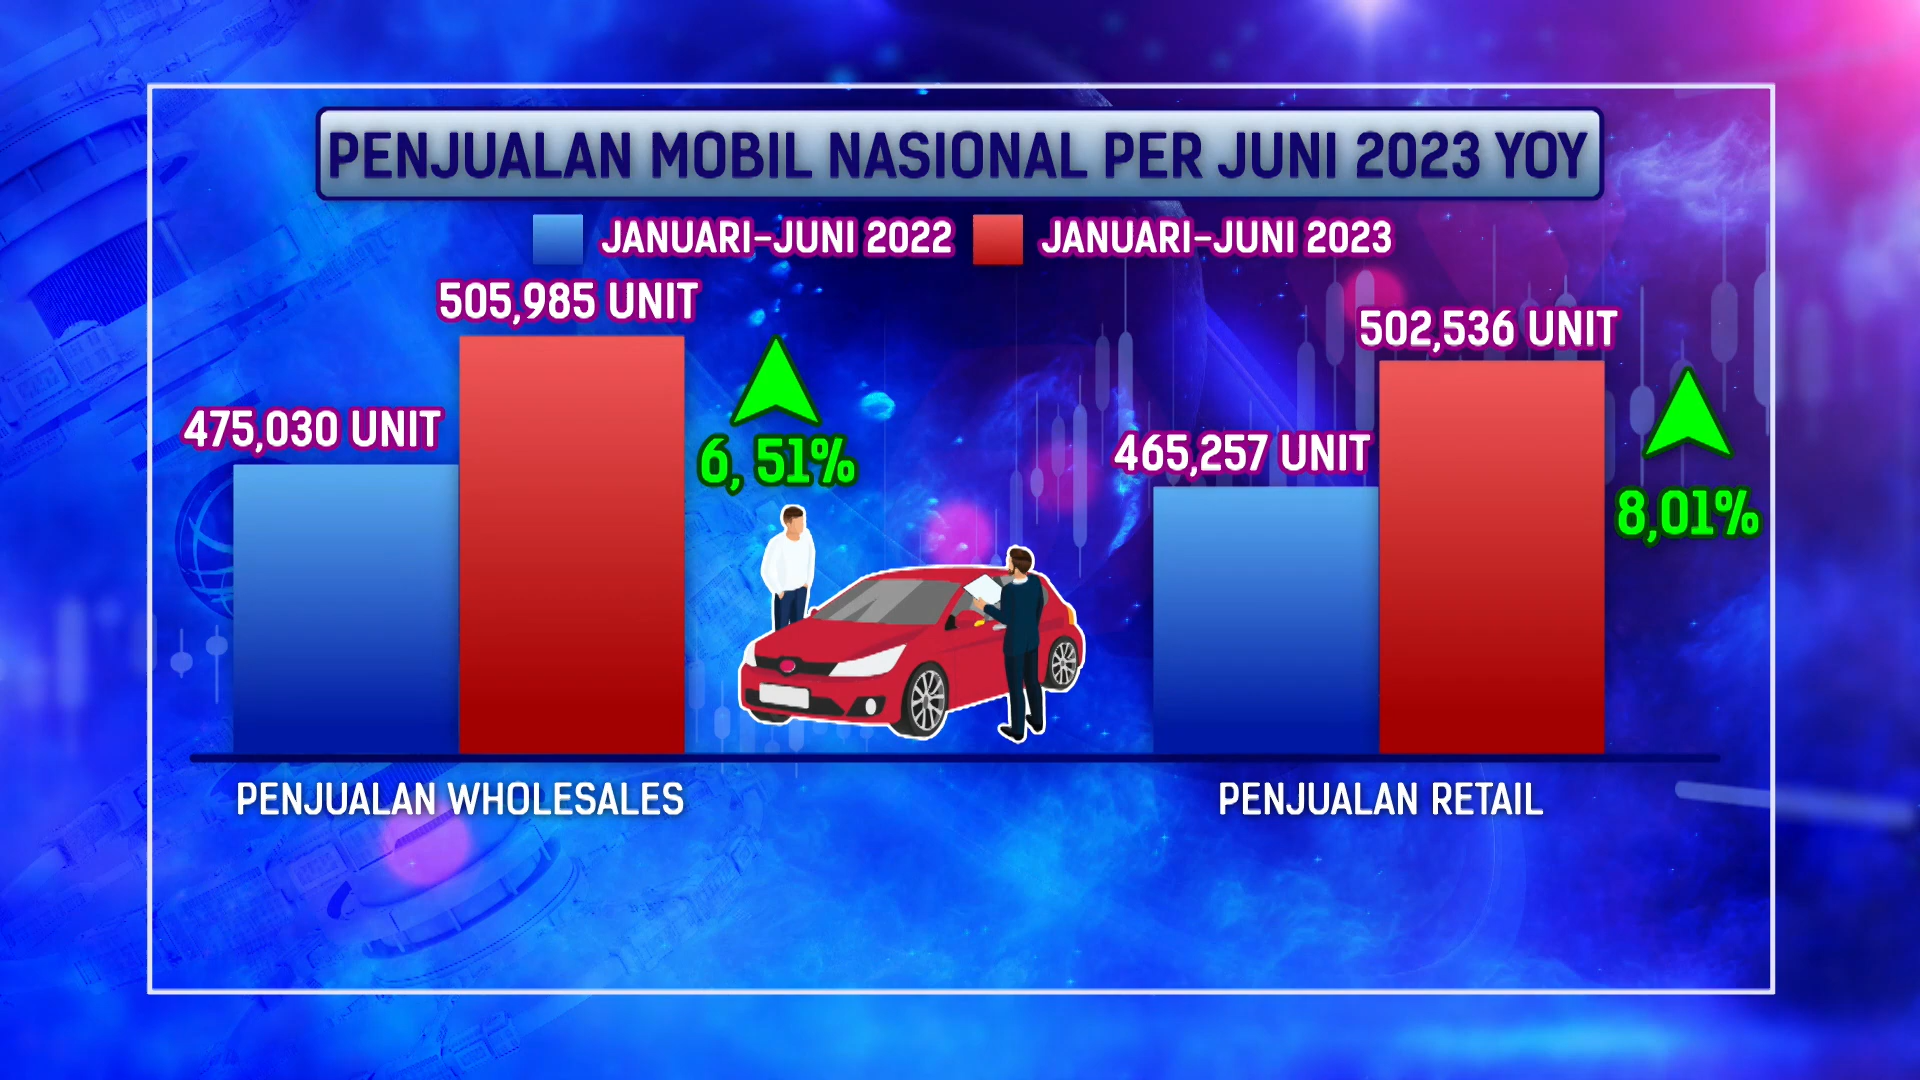 PENJUALAN MOBIL NASIONAL PER JUNI 2023 YOY
JANUARI-JUNI 2022
JANUARI-JUNI 2023
475,030 UNIT
505,985 UNIT
6, 51%
465,257 UNIT
502,536 UNIT
8,01%
PENJUALAN WHOLESALES
PENJUALAN RETAIL